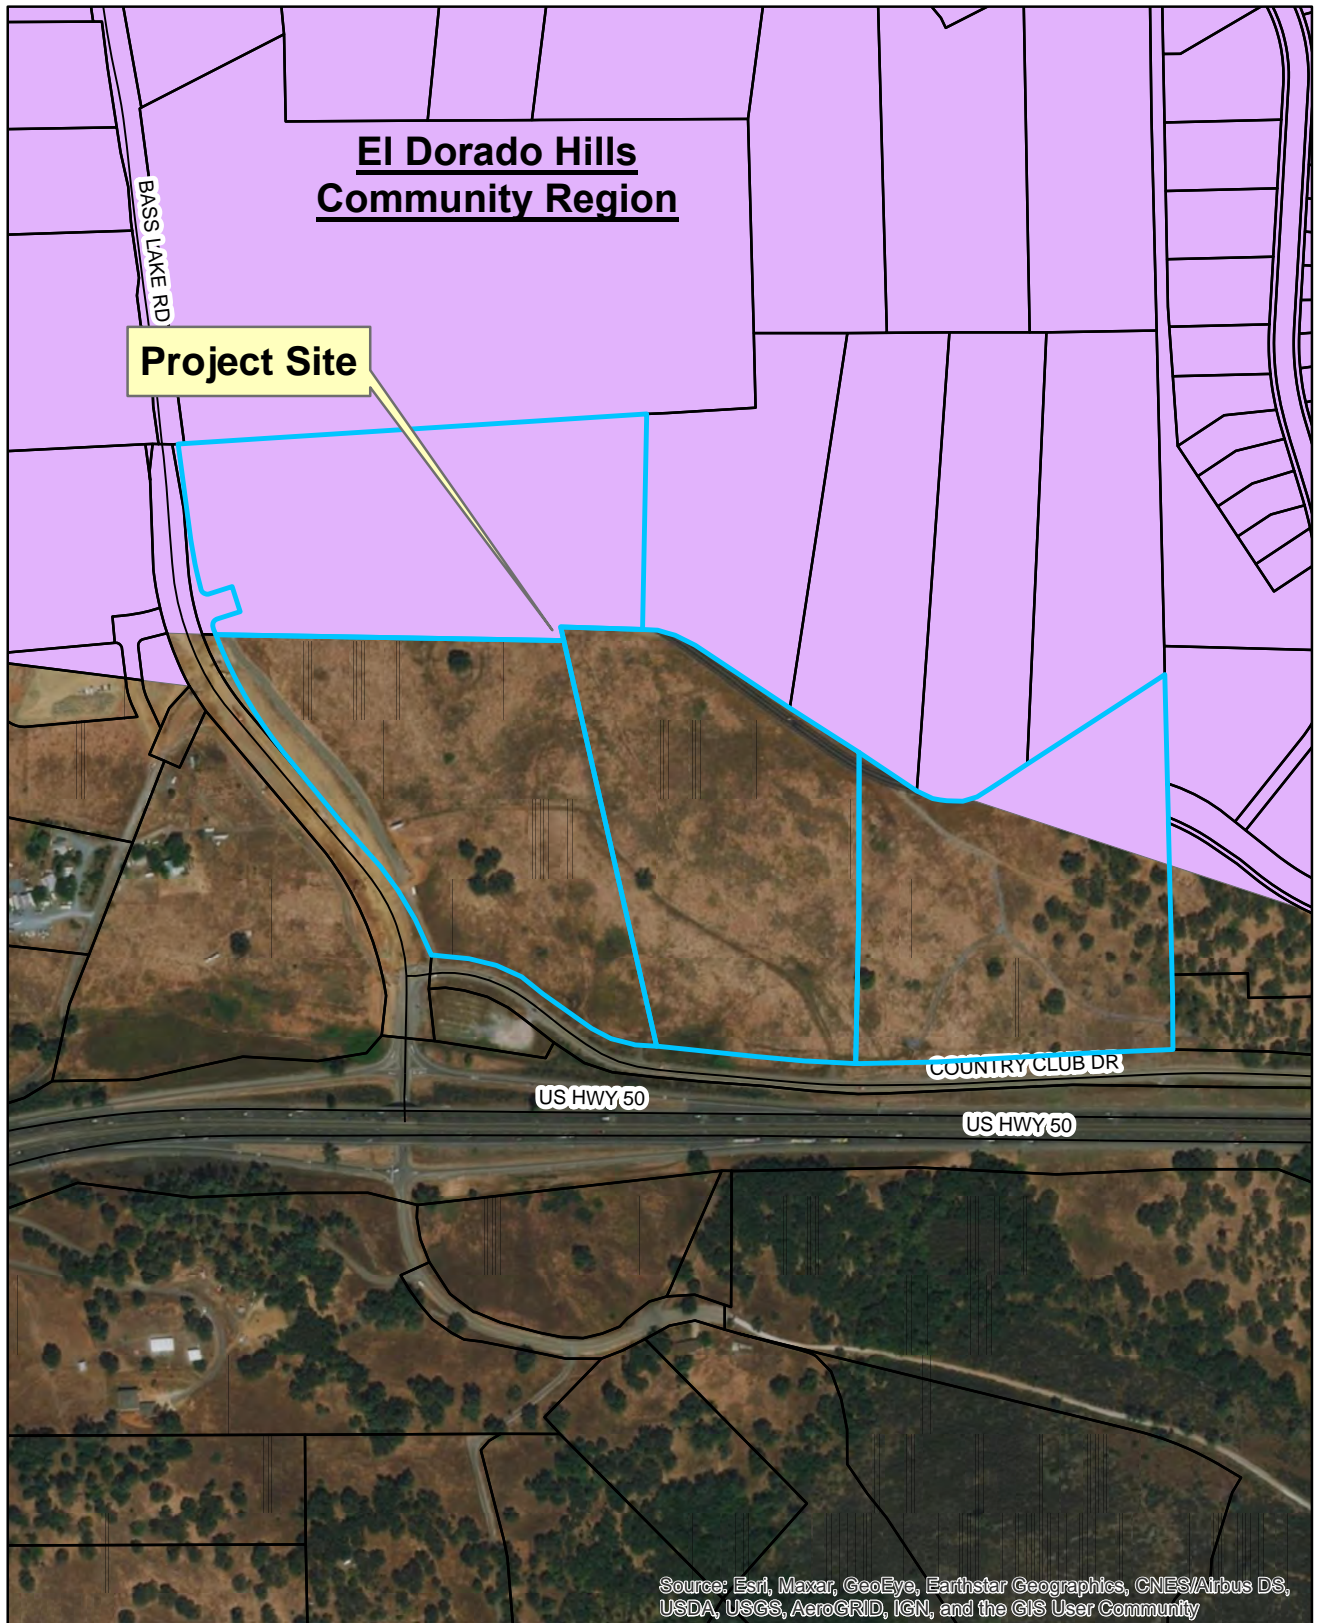 El Dorado Hills
Community Region
BASS LAKE RD
Project Site
COUNTRY CLUB DR
US HWY 50
US HWY 50
Source: Esri, Maxar, GeoEye, Earthstar Geographics, CNES/Airbus DS,
USDA, USGS, AeroGRID, IGN, and the GIS User Community